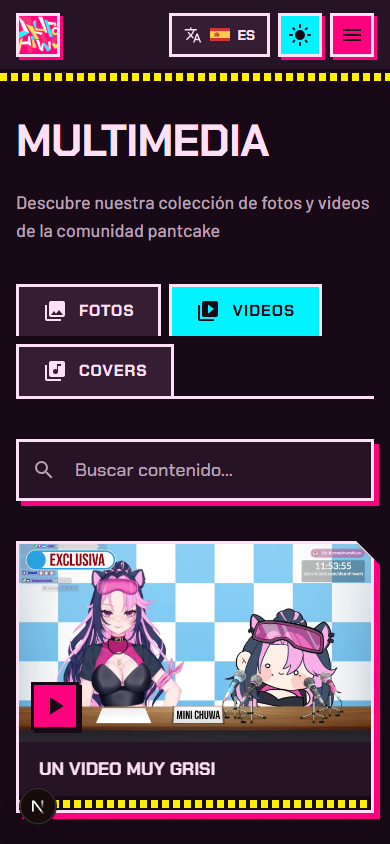 ES
MULTIMEDIA
Descubre nuestra colección de fotos y videos
de la comunidad pantcake
FOTOS
VIDEOS
COVERS
Buscar contenido...
EXCLUSIVA
11:53:55
MINI CHUWA
UN VIDEO MUY GRISI
N